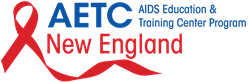 AETC AIDS Education &
Training Center Program
New England